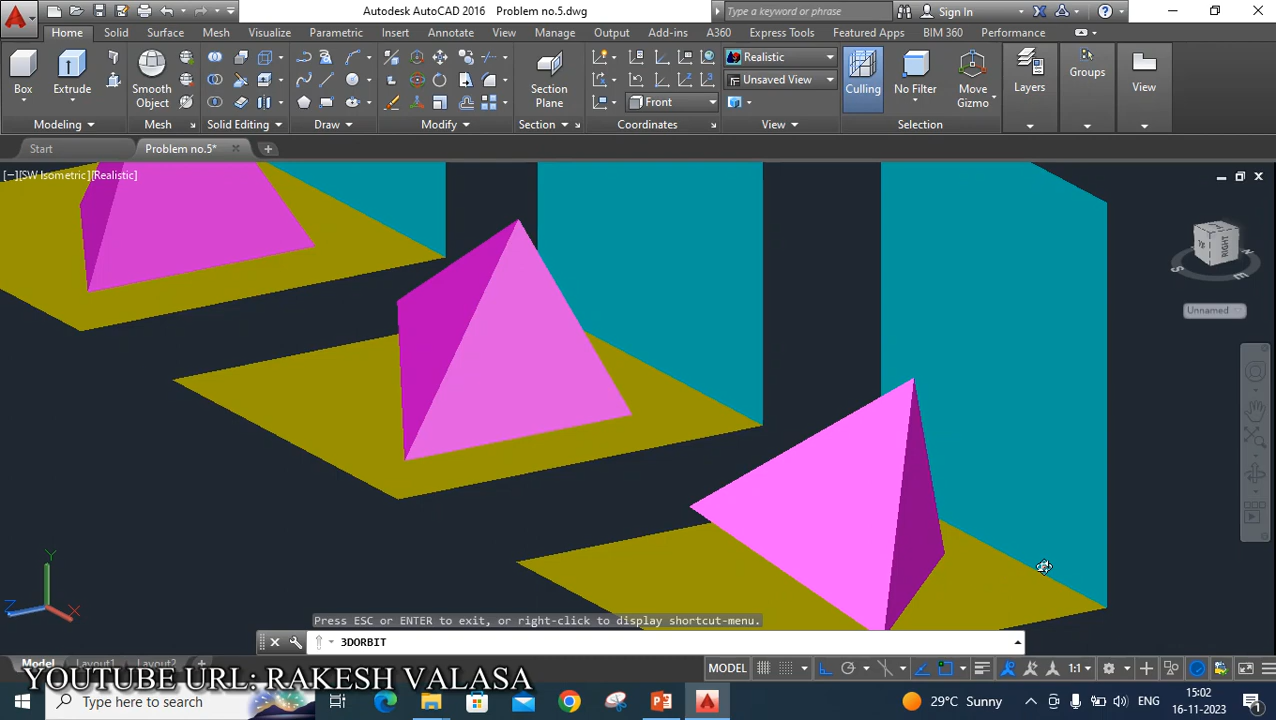 Autodesk AutoCAD 2016 Problem no.5.dwg
Type a keyword or phrase
Sign In
Home Solid Surface Mesh Visualize Parametric Insert Annotate View Manage Output Add-ins A360 Express Tools Featured Apps BIM 360 Performance
Realistic
Unsaved View
Front
Box
Extrude
Smooth
Object
Section
Plane
Culling
No Filter
Move
Gizmo
Layers
Groups
View
Modeling
Mesh
Solid Editing
Draw
Modify
Section
Coordinates
View
Selection
Start
Problem no.5*
[−][SW Isometric][Realistic]
RIGHT
S
E
Unnamed
Y
Z
X
Press ESC or ENTER to exit, or right-click to display shortcut-menu.
3DORBIT
Model Layout1 Layout2
MODEL
1:1
YOUTUBE URL: RAKESH VALASA
Type here to search
29°C Sunny
ENG
15:02
16-11-2023